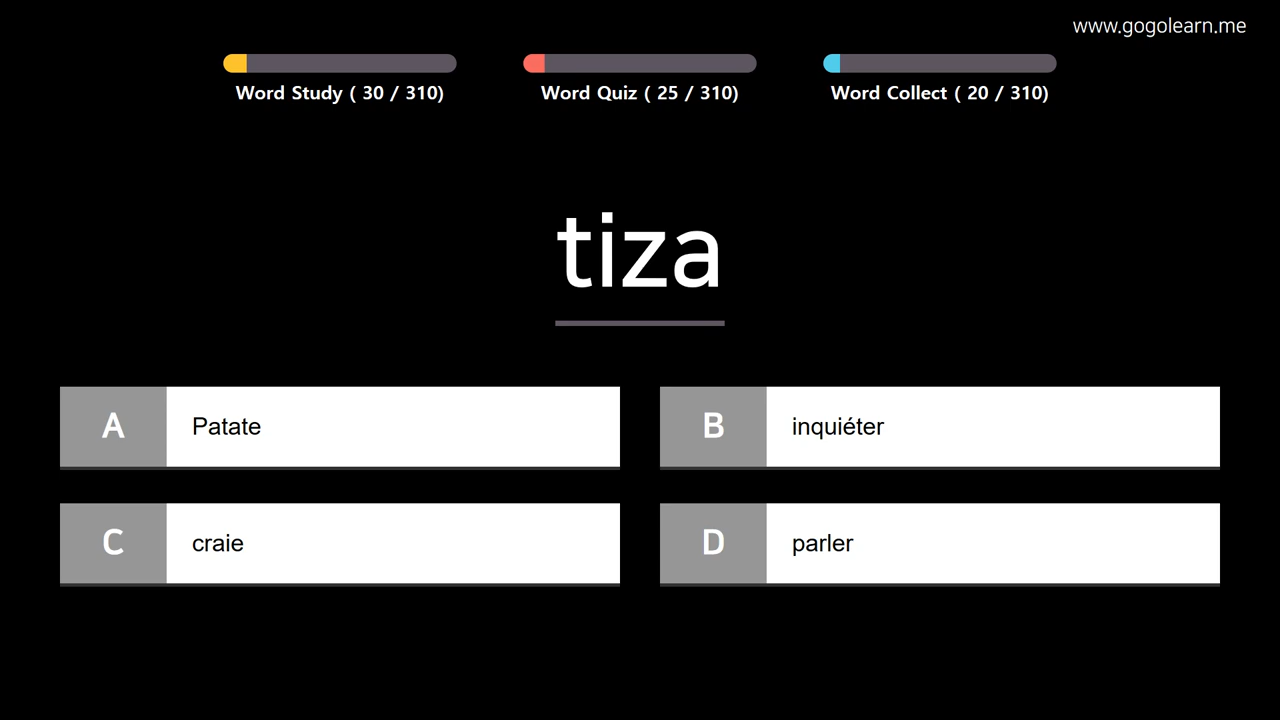 www.gogolearn.me
Word Study ( 30 / 310)
Word Quiz ( 25 / 310)
Word Collect ( 20 / 310)
tiza
A Patate
B inquiéter
C craie
D parler